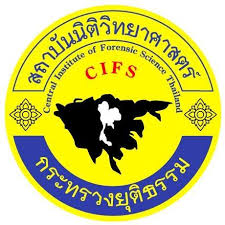 สถาบันนิติวิทยาศาสตร์
Central Institute of Forensic Science Thailand
CIFS
กระทรวงยุติธรรม